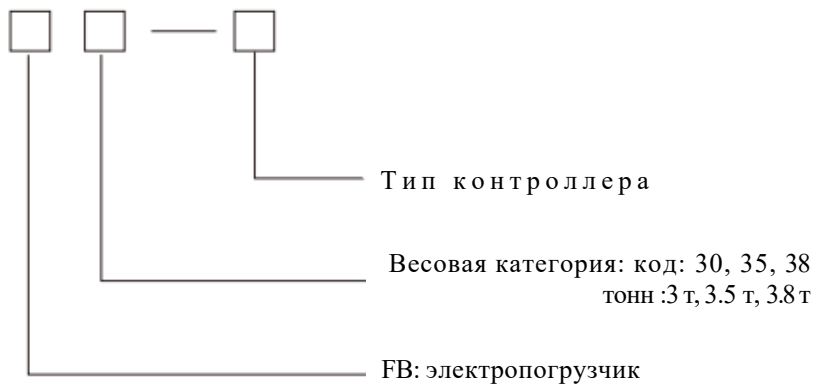 Тип контроллера
Весовая категория: код: 30, 35, 38
тонн :3 т, 3.5 т, 3.8 т
FB: электропогрузчик